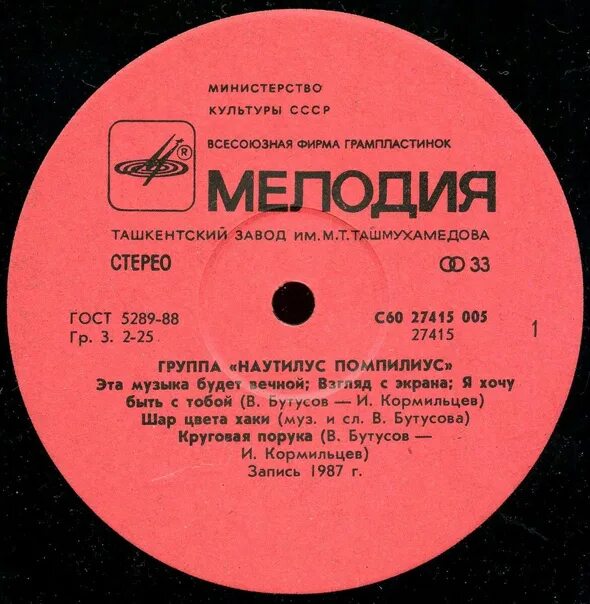 МИНИСТЕРСТВО
КУЛЬТУРЫ СССР
ВСЕСОЮЗНАЯ ФИРМА ГРАМПЛАСТИНОК
®
МЕЛОДИЯ
ТАШКЕНТСКИЙ ЗАВОД ИМ. М.Т. ТАШМУХАМЕДОВА
СТЕРЕО
33
ГОСТ 5289-88
С60 27415 005
Гр. 3. 2-25
27415
1
ГРУППА «НАУТИЛУС ПОМПИЛИУС»
Эта музыка будет вечной; Взгляд с экрана; Я хочу
быть с тобой (В. Бутусов — И. Кормильцев)
Шар цвета хаки (муз. и сл. В. Бутусова)
Круговая порука (В. Бутусов —
И. Кормильцев)
Запись 1987 г.